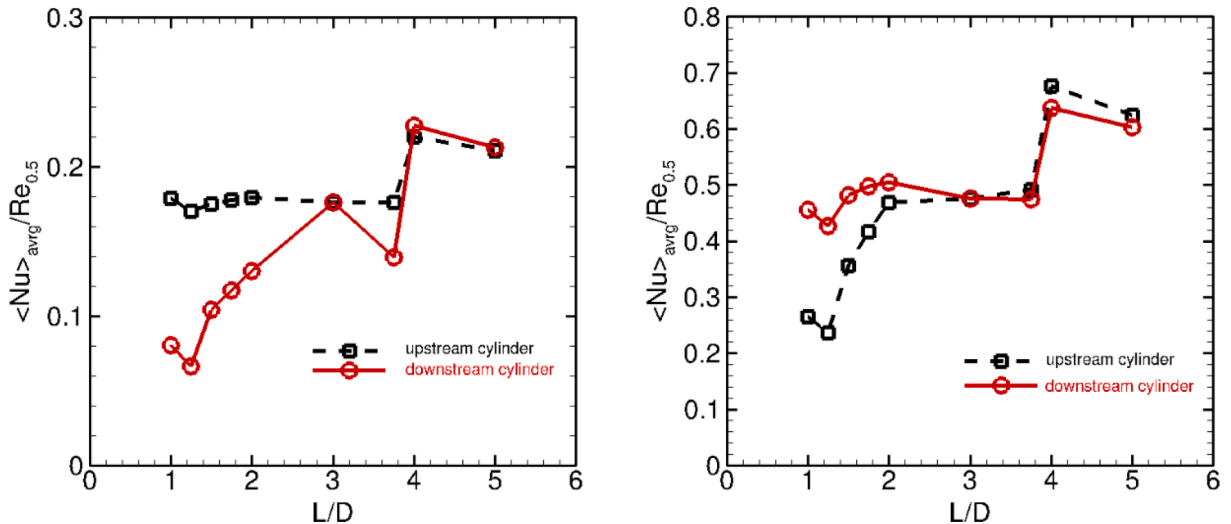 0.3
0.2
0.1
0
<Nu>avrg/Re0.5
0 1 2 3 4 5 6
L/D
upstream cylinder
downstream cylinder
0.8
0.7
0.6
0.5
0.4
0.3
0.2
0.1
0
<Nu>avrg/Re0.5
0 1 2 3 4 5 6
L/D
upstream cylinder
downstream cylinder